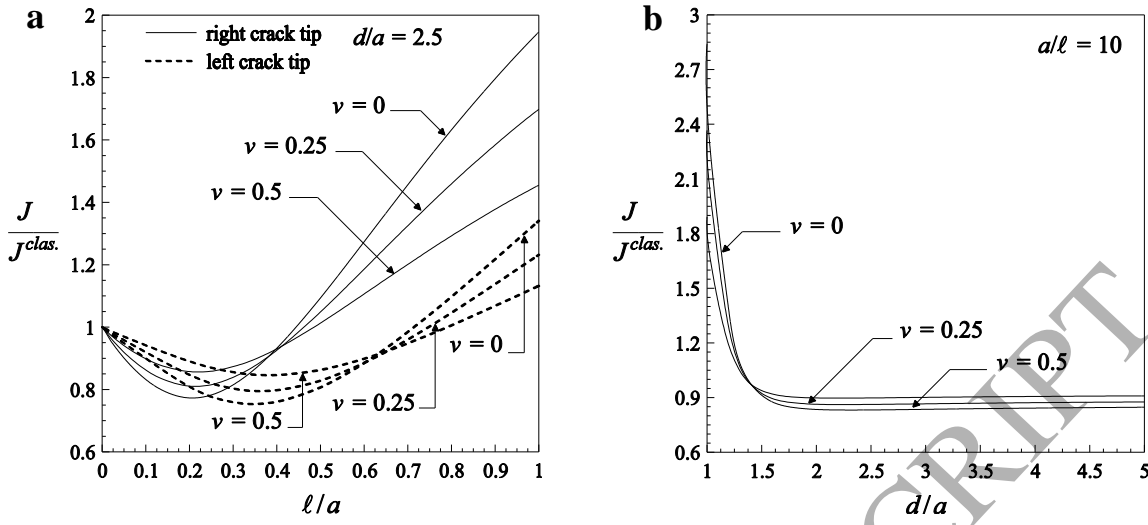 a
2
1.8
1.6
1.4
1.2
1
0.8
0.6
J
J^clas.
right crack tip
left crack tip
d/a = 2.5
ν = 0
ν = 0.25
ν = 0.5
ν = 0
ν = 0.25
ν = 0.5
0 0.1 0.2 0.3 0.4 0.5 0.6 0.7 0.8 0.9 1
ℓ/a
b
3
2.7
2.4
2.1
1.8
1.5
1.2
0.9
0.6
J
J^clas.
a/ℓ = 10
ν = 0
ν = 0.25
ν = 0.5
1 1.5 2 2.5 3 3.5 4 4.5 5
d/a
CRIPT